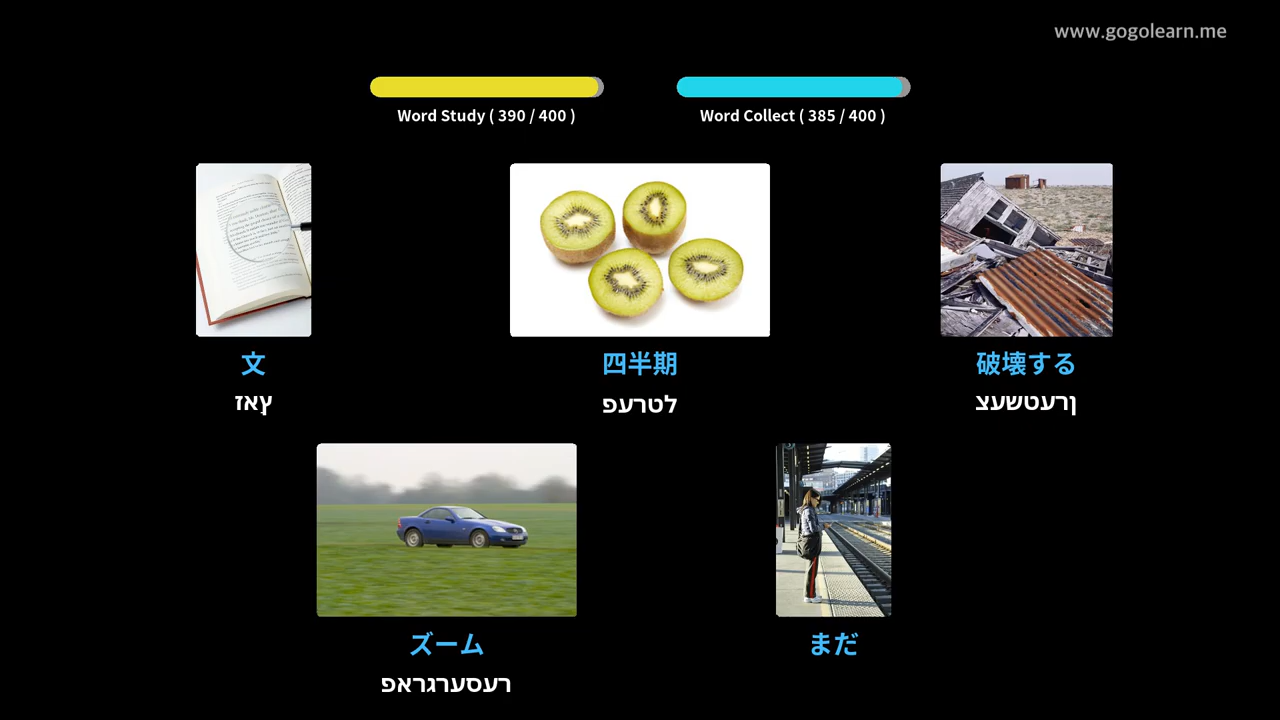 www.gogolearn.me
Word Study ( 390 / 400 )
Word Collect ( 385 / 400 )
文
四半期
破壊する
זאץ
פערטל
צעשטערן
ズーム
まだ
פארגרעסער